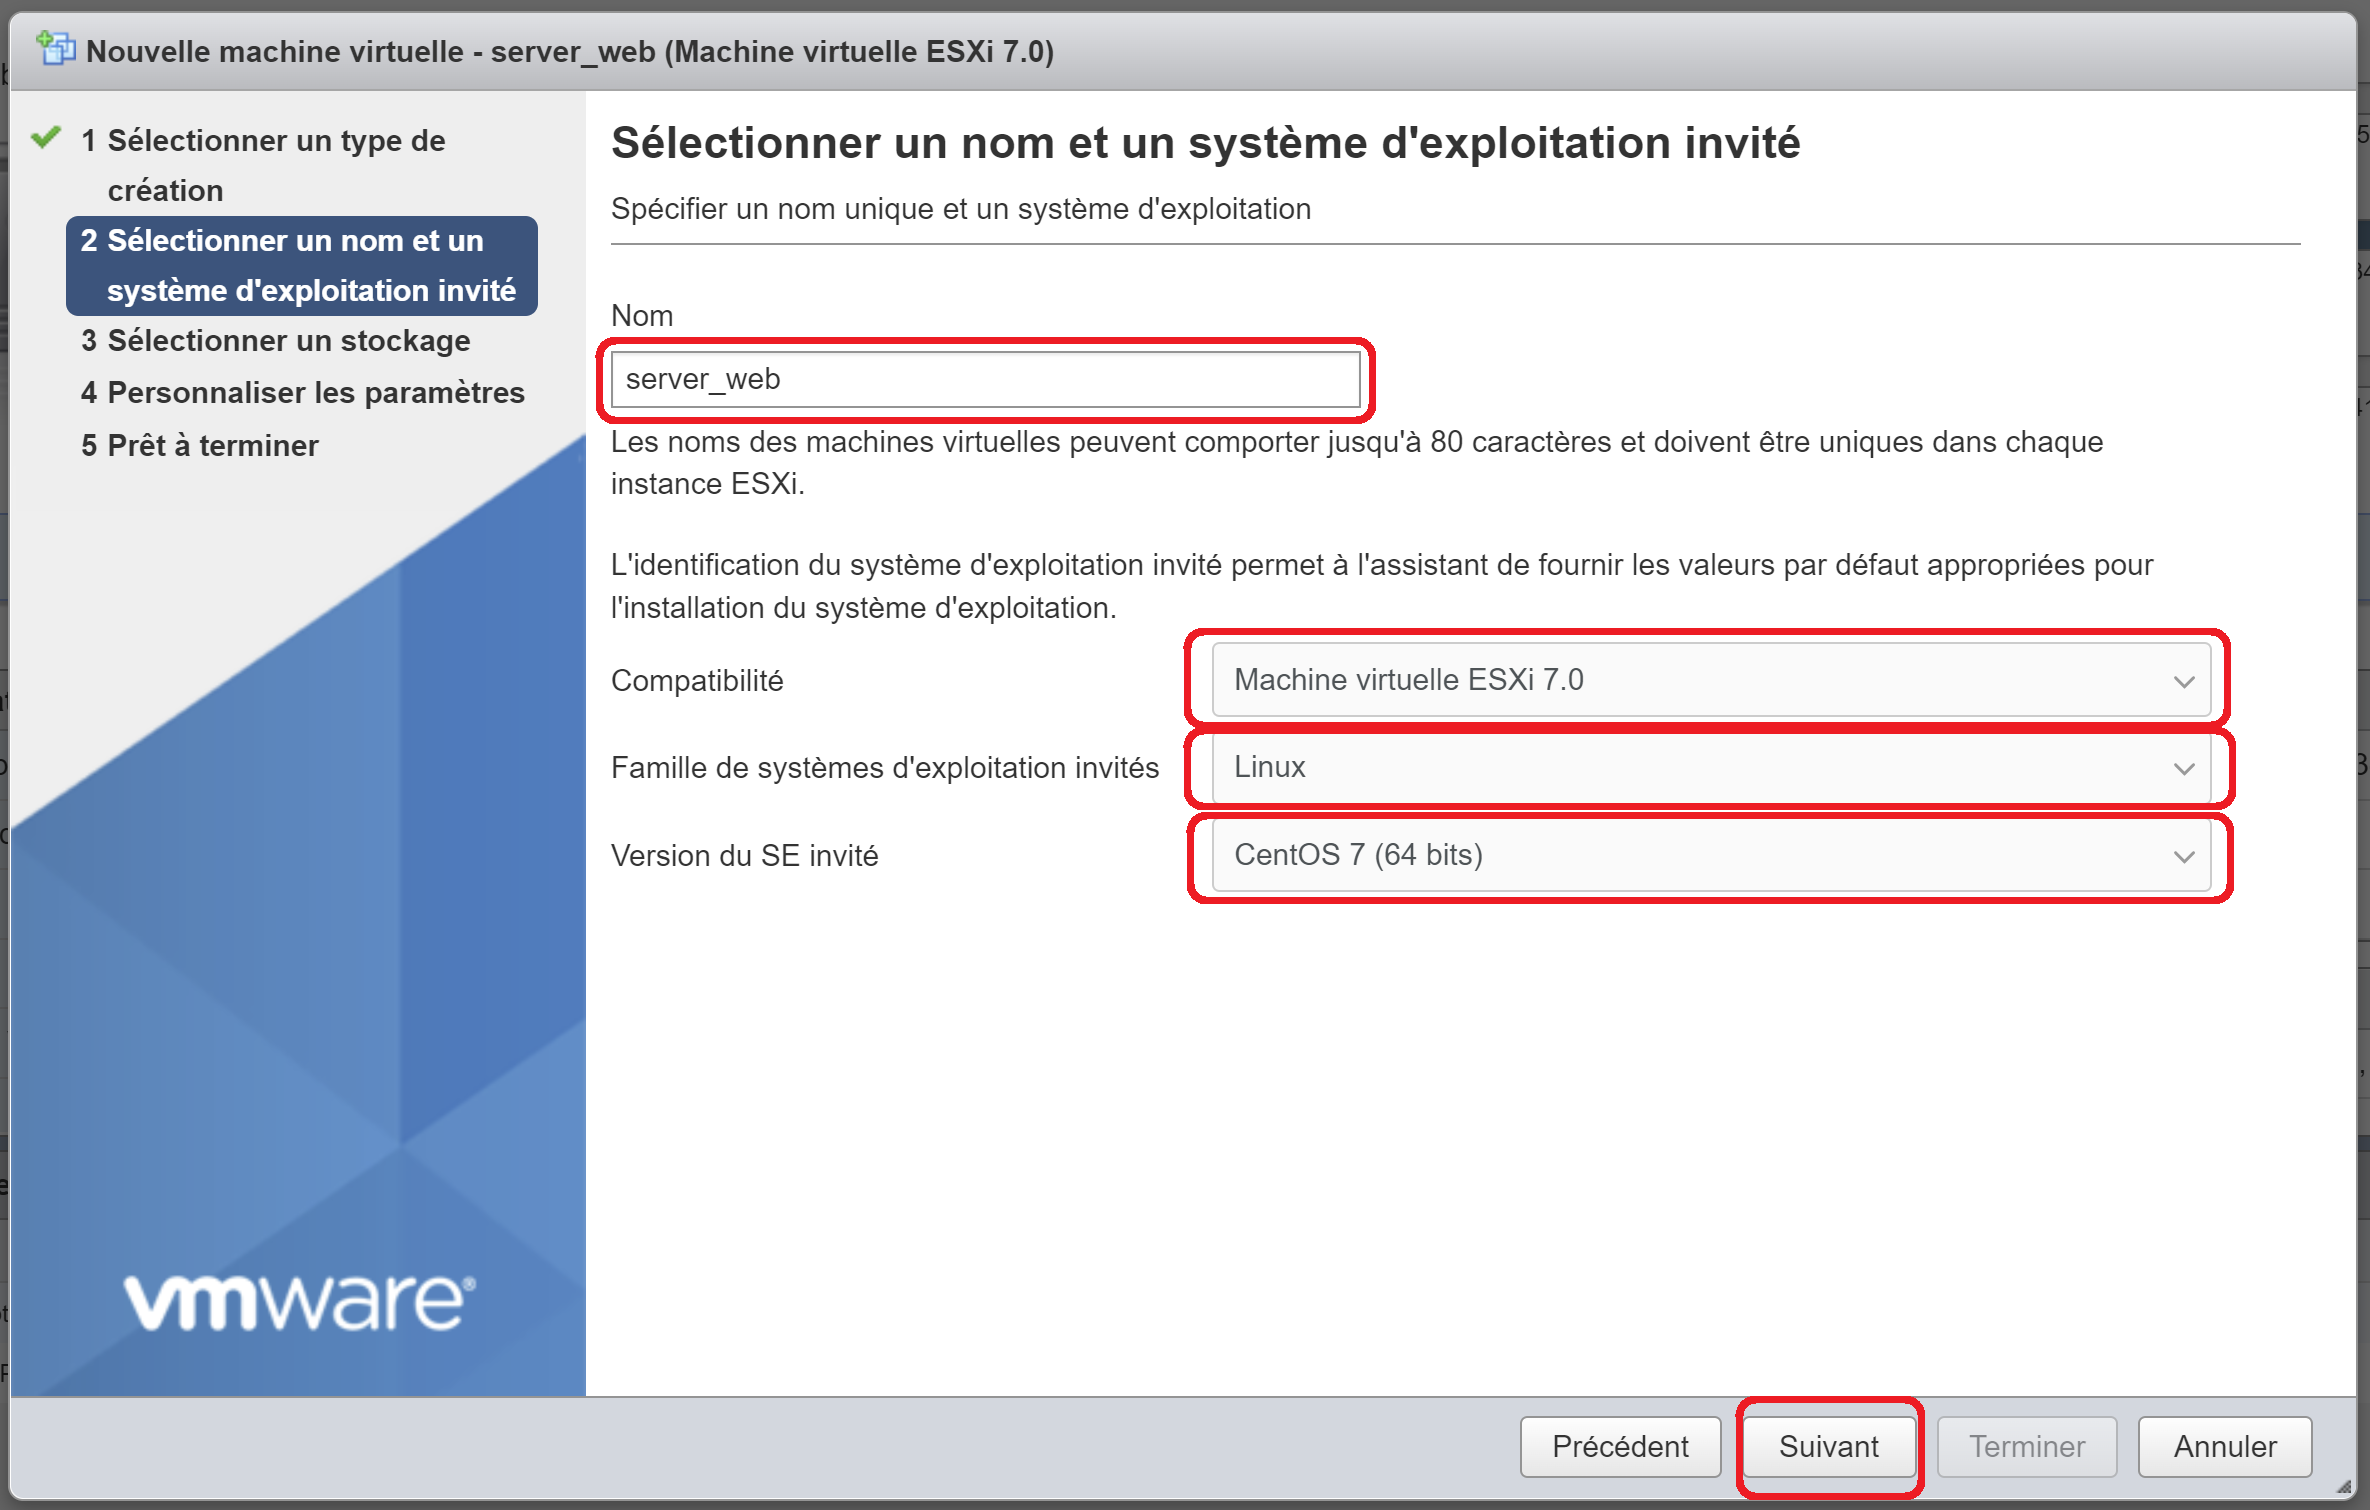 Nouvelle machine virtuelle - server_web (Machine virtuelle ESXi 7.0)
1 Sélectionner un type de
création
2 Sélectionner un nom et un
système d'exploitation invité
3 Sélectionner un stockage
4 Personnaliser les paramètres
5 Prêt à terminer
vmware®
Sélectionner un nom et un système d'exploitation invité
Spécifier un nom unique et un système d'exploitation
Nom
server_web
Les noms des machines virtuelles peuvent comporter jusqu'à 80 caractères et doivent être uniques dans chaque
instance ESXi.
L'identification du système d'exploitation invité permet à l'assistant de fournir les valeurs par défaut appropriées pour
l'installation du système d'exploitation.
Compatibilité
Machine virtuelle ESXi 7.0
Famille de systèmes d'exploitation invités
Linux
Version du SE invité
CentOS 7 (64 bits)
Précédent
Suivant
Terminer
Annuler